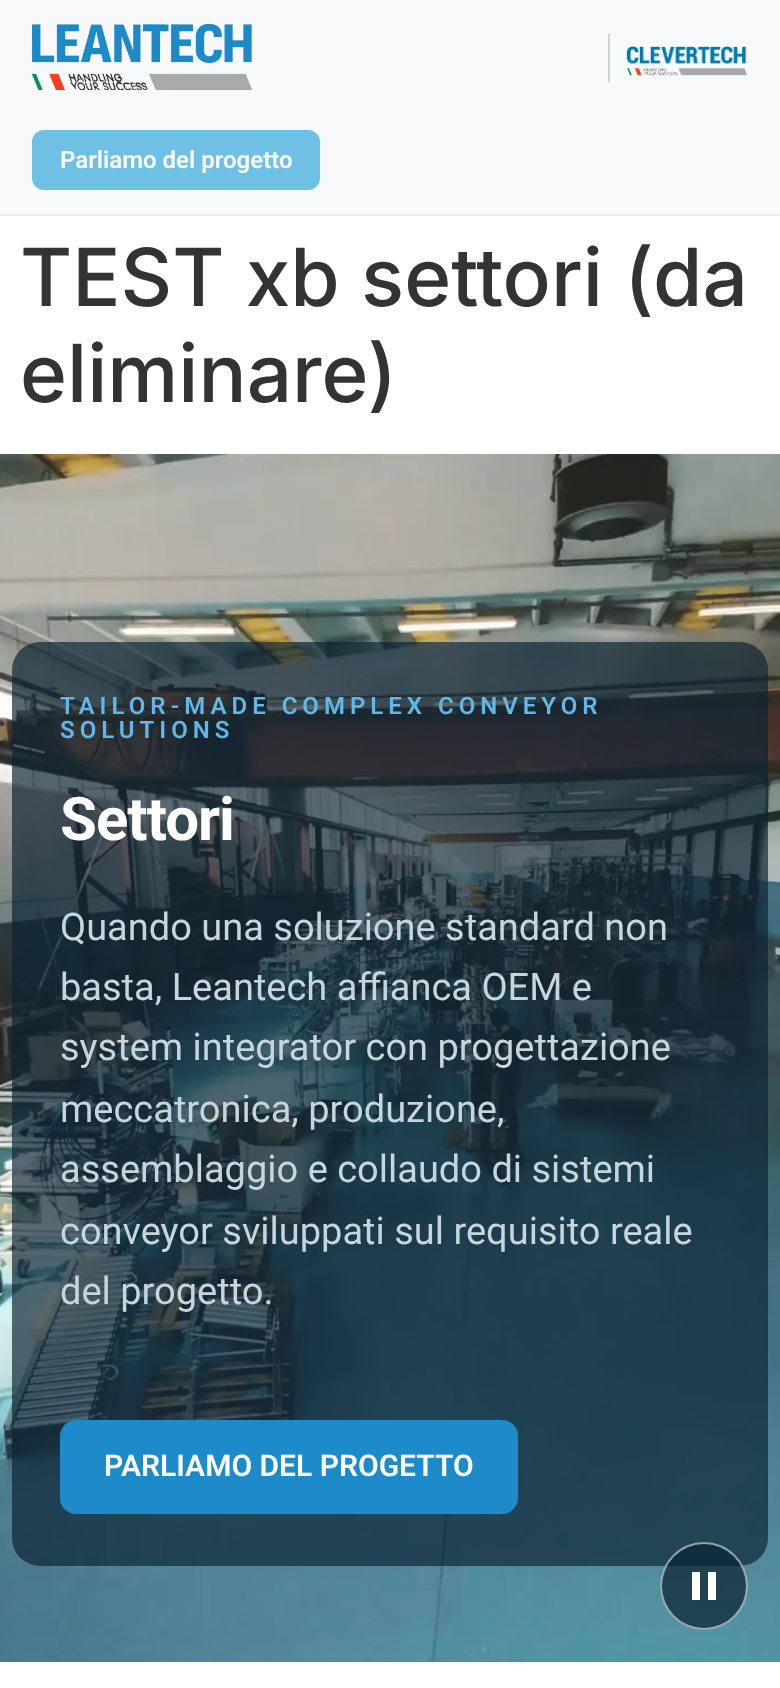 LEANTECH
HANDLING
YOUR SUCCESS
CLEVERTECH
Parliamo del progetto
TEST xb settori (da
eliminare)
TAILOR-MADE COMPLEX CONVEYOR
SOLUTIONS
Settori
Quando una soluzione standard non
basta, Leantech affianca OEM e
system integrator con progettazione
meccatronica, produzione,
assemblaggio e collaudo di sistemi
conveyor sviluppati sul requisito reale
del progetto.
PARLIAMO DEL PROGETTO